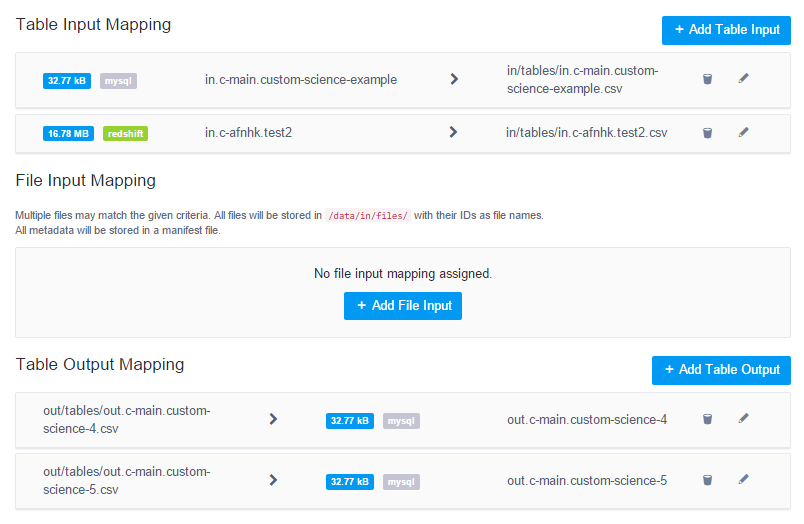 Table Input Mapping
+ Add Table Input
32.77 kB mysql in.c-main.custom-science-example in/tables/in.c-main.custom-
science-example.csv
16.78 MB redshift in.c-afnhk.test2 in/tables/in.c-afnhk.test2.csv
File Input Mapping
Multiple files may match the given criteria. All files will be stored in /data/in/files/ with their IDs as file names.
All metadata will be stored in a manifest file.
No file input mapping assigned.
+ Add File Input
Table Output Mapping
+ Add Table Output
out/tables/out.c-main.custom-
science-4.csv
32.77 kB mysql out.c-main.custom-science-4
out/tables/out.c-main.custom-
science-5.csv
32.77 kB mysql out.c-main.custom-science-5